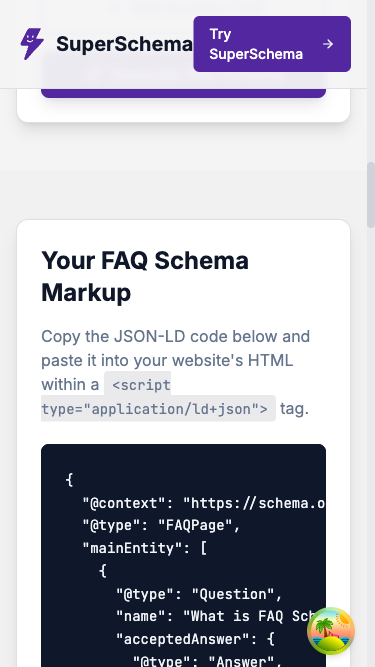 SuperSchema
Try
SuperSchema
Your FAQ Schema
Markup
Copy the JSON-LD code below and
paste it into your website's HTML
within a <script
type="application/ld+json"> tag.
{
"@context": "https://schema.o
"@type": "FAQPage",
"mainEntity": [
{
"@type": "Question",
"name": "What is FAQ Sch
"acceptedAnswer": {
"@type": "Answer",